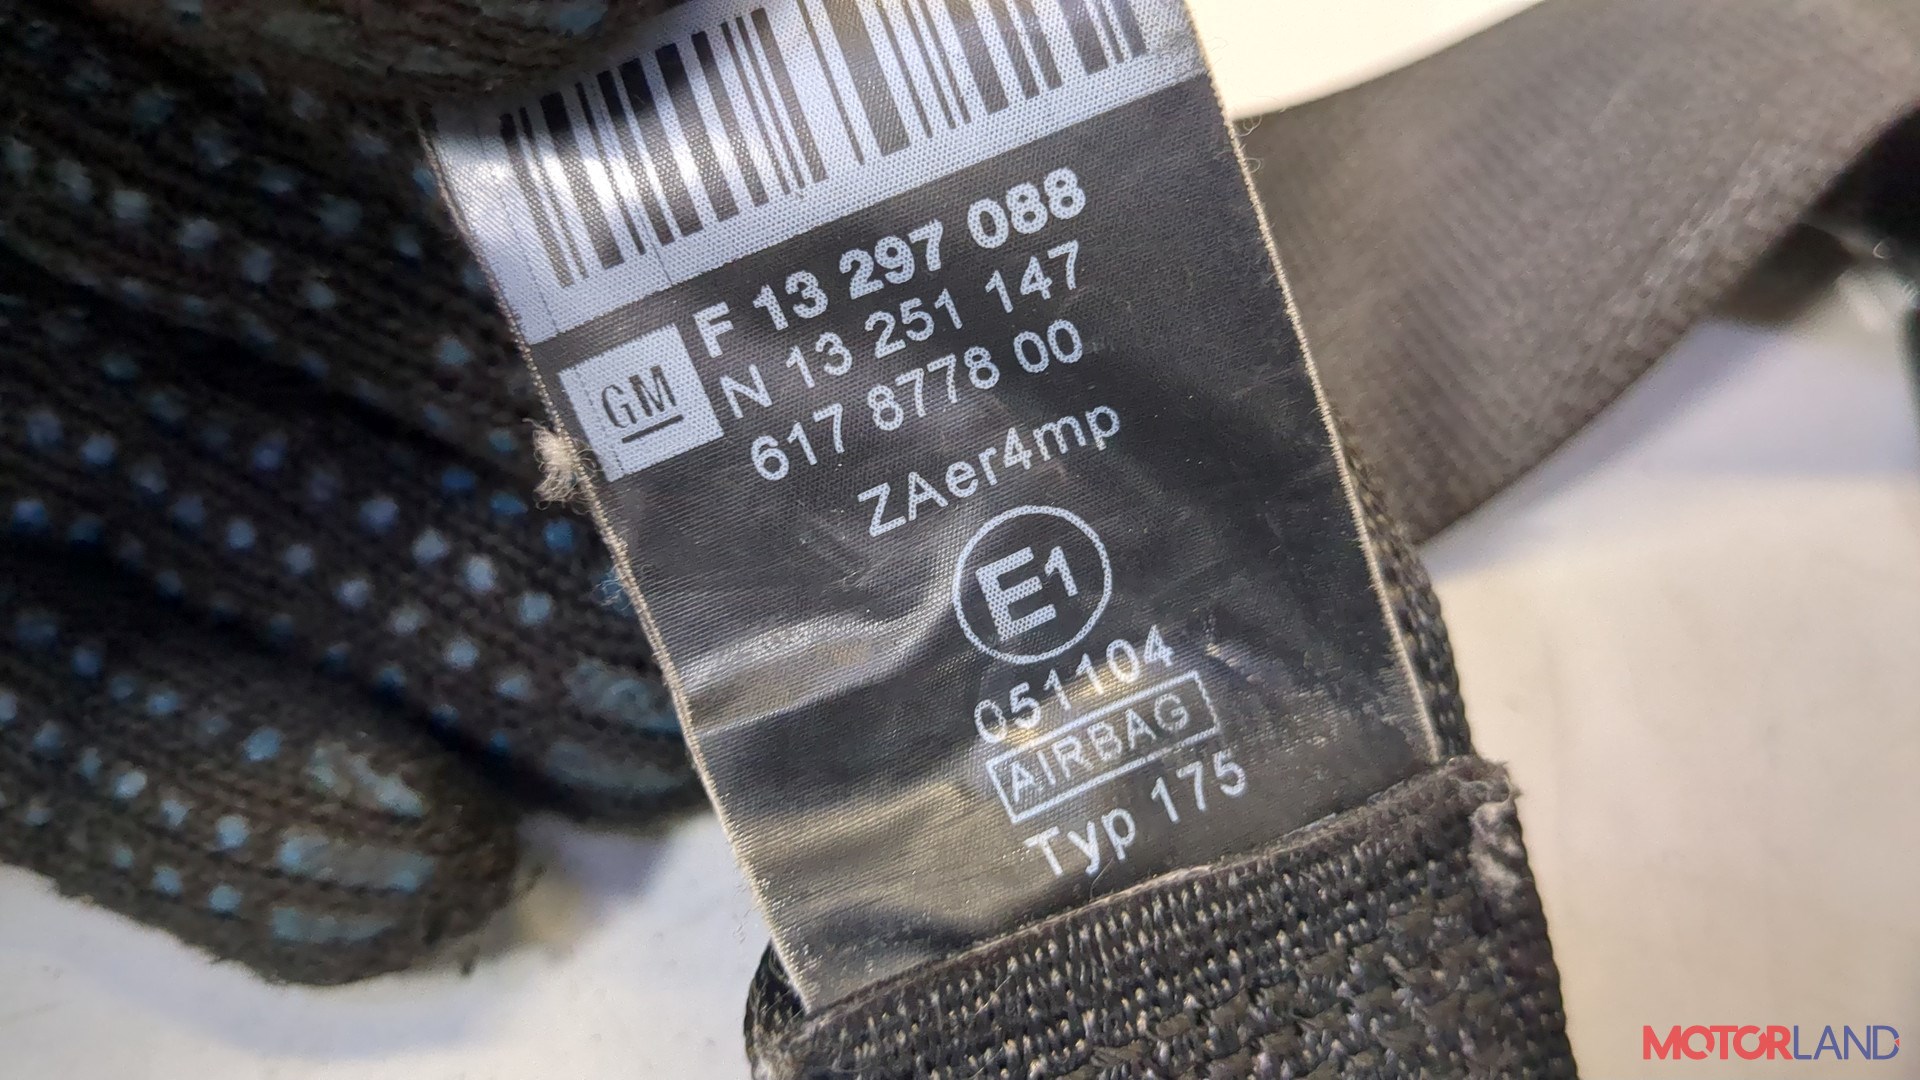 F 13 297 088
N 13 251 147
GM
617 8778 00
ZAer4mp
E1
051104
AIRBAG
Typ 175
MOTORLAND